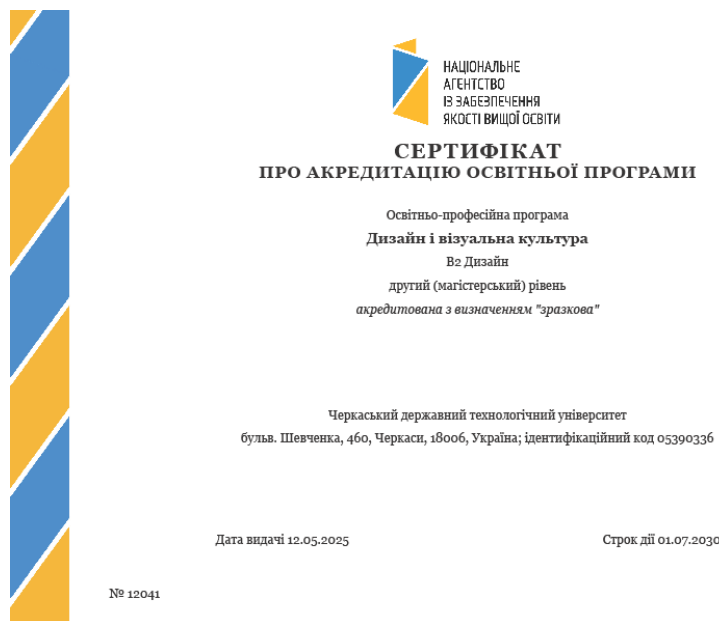 НАЦІОНАЛЬНЕ
АГЕНТСТВО
ІЗ ЗАБЕЗПЕЧЕННЯ
ЯКОСТІ ВИЩОЇ ОСВІТИ
СЕРТИФІКАТ
ПРО АКРЕДИТАЦІЮ ОСВІТНЬОЇ ПРОГРАМИ
Освітньо-професійна програма
Дизайн і візуальна культура
B2 Дизайн
другий (магістерський) рівень
акредитована з визначенням "зразкова"
Черкаський державний технологічний університет
бульв. Шевченка, 460, Черкаси, 18006, Україна; ідентифікаційний код 05390336
Дата видачі 12.05.2025
Строк дії 01.07.2030
№ 12041